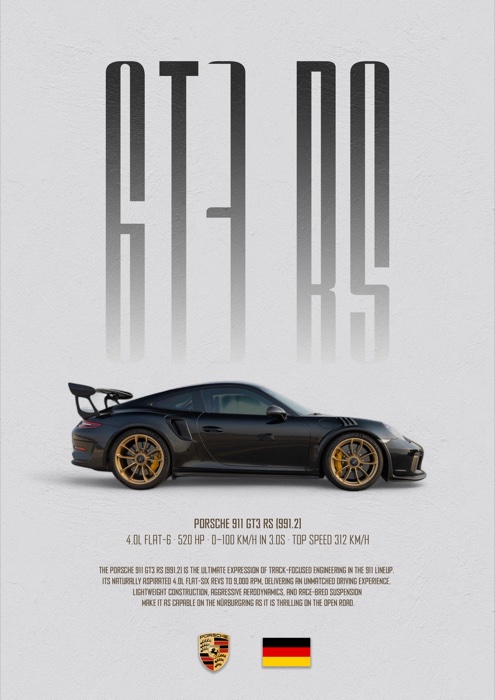 GT3 RS
PORSCHE 911 GT3 RS (991.2)
4.0L FLAT-6 · 520 HP · 0-100 KM/H IN 3.0S · TOP SPEED 312 KM/H
THE PORSCHE 911 GT3 RS (991.2) IS THE ULTIMATE EXPRESSION OF TRACK-FOCUSED ENGINEERING IN THE 911 LINEUP.
ITS NATURALLY ASPIRATED 4.0L FLAT-SIX REVS TO 9,000 RPM, DELIVERING AN UNMATCHED DRIVING EXPERIENCE.
LIGHTWEIGHT CONSTRUCTION, AGGRESSIVE AERODYNAMICS, AND RACE-BRED SUSPENSION
MAKE IT AS CAPABLE ON THE NÜRBURGRING AS IT IS THRILLING ON THE OPEN ROAD.
PORSCHE